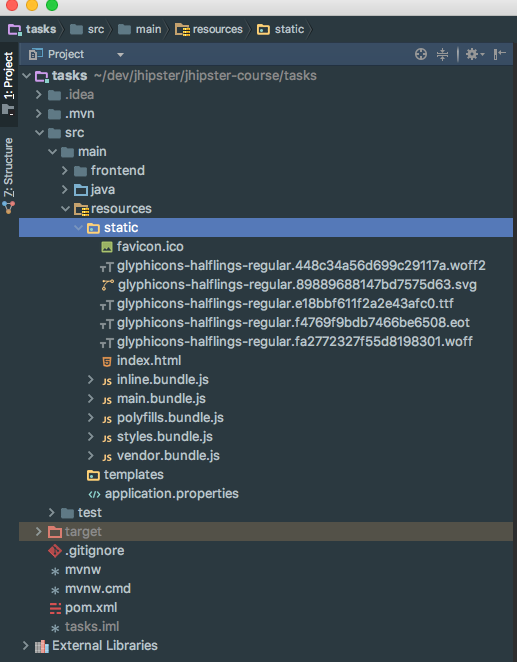 tasks src main resources static
Project
1: Project
7: Structure
tasks ~/dev/jhipster/jhipster-course/tasks
.idea
.mvn
src
main
frontend
java
resources
static
favicon.ico
glyphicons-halflings-regular.448c34a56d699c29117a.woff2
glyphicons-halflings-regular.89889688147bd7575d63.svg
glyphicons-halflings-regular.e18bbf611f2a2e43afc0.ttf
glyphicons-halflings-regular.f4769f9bdb7466be6508.eot
glyphicons-halflings-regular.fa2772327f55d8198301.woff
index.html
inline.bundle.js
main.bundle.js
polyfills.bundle.js
styles.bundle.js
vendor.bundle.js
templates
application.properties
test
target
.gitignore
mvnw
mvnw.cmd
pom.xml
tasks.iml
External Libraries